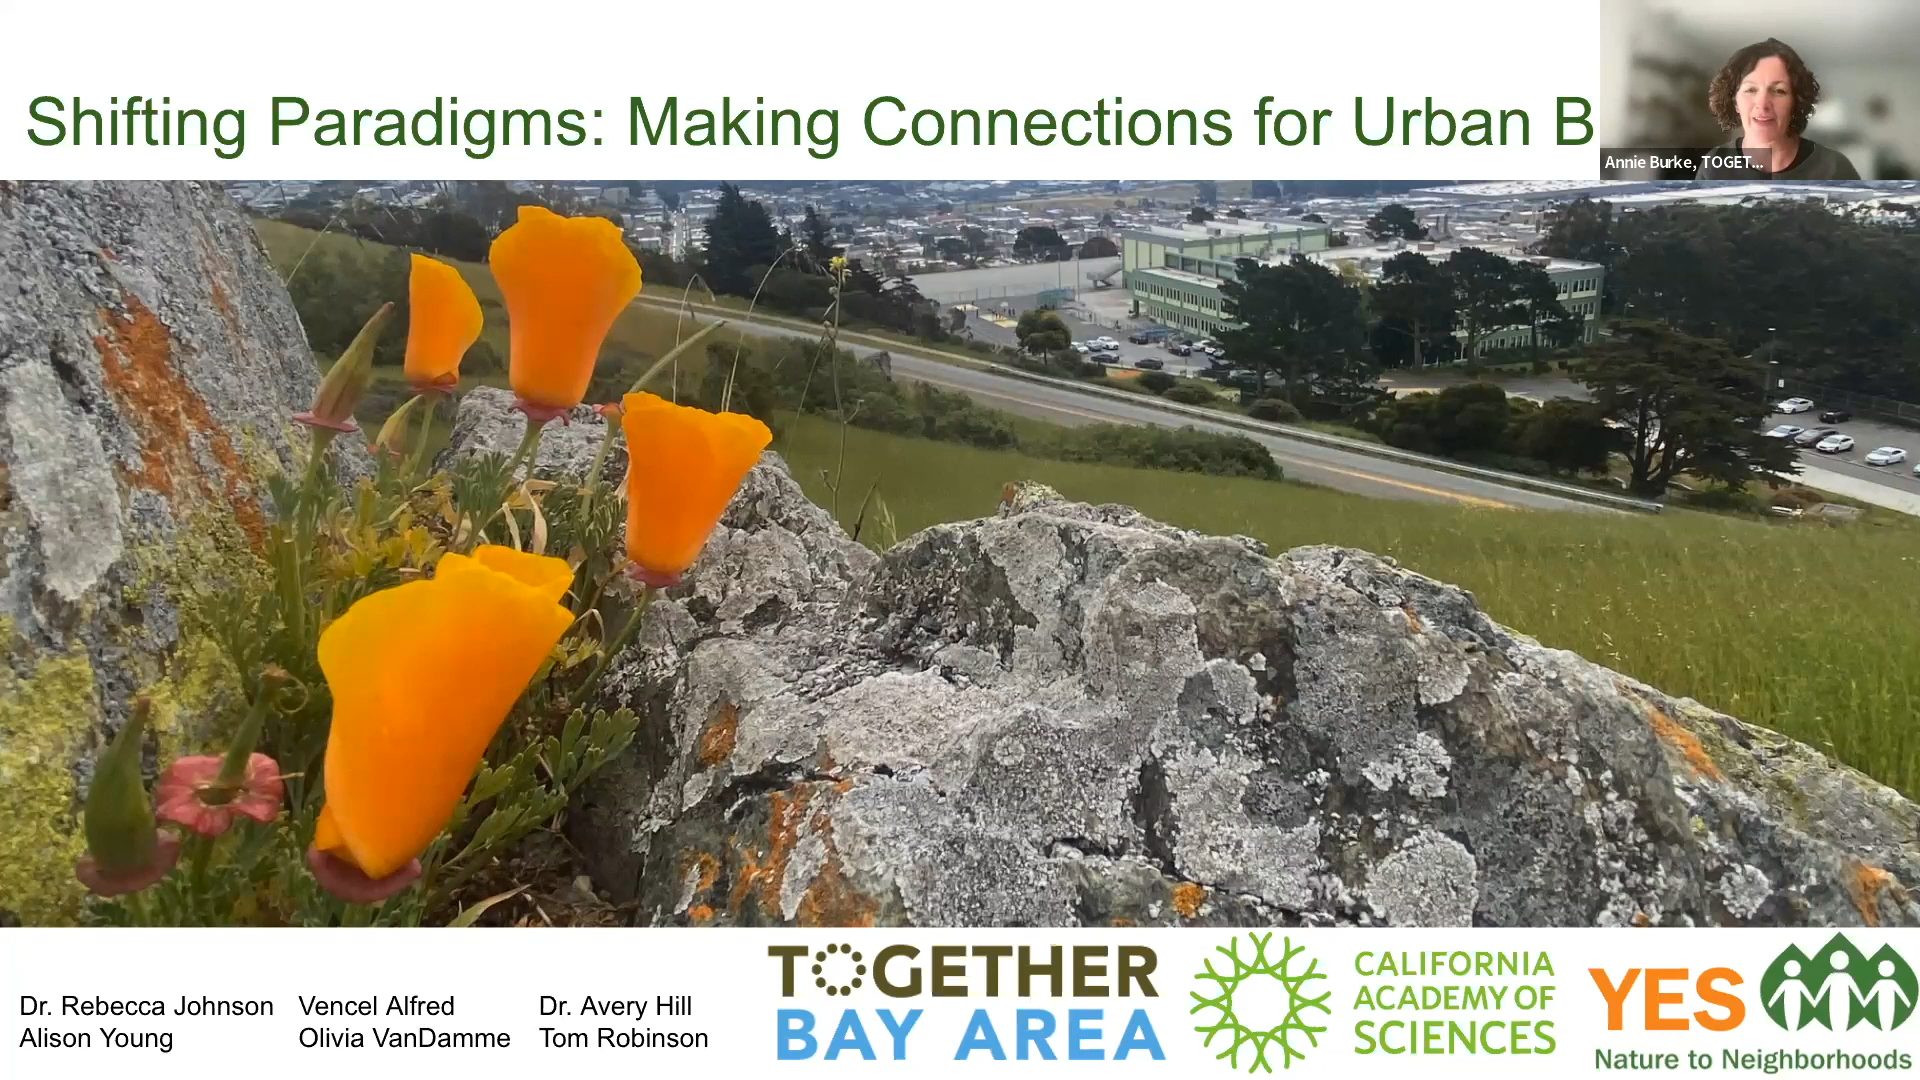 Shifting Paradigms: Making Connections for Urban B
Annie Burke, TOGET...
Dr. Rebecca Johnson
Alison Young
Vencel Alfred
Olivia VanDamme
Dr. Avery Hill
Tom Robinson
TOGETHER
BAY AREA
CALIFORNIA
ACADEMY OF
SCIENCES
YES
Nature to Neighborhoods